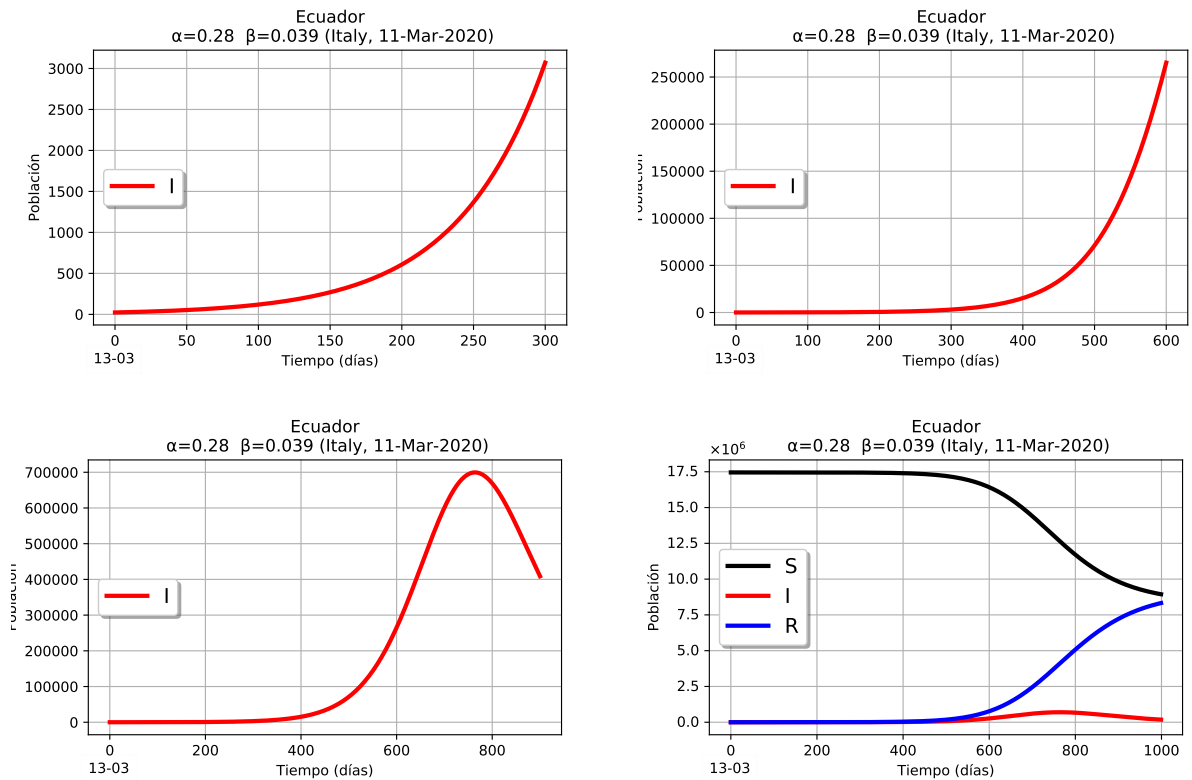 Ecuador
α=0.28 β=0.039 (Italy, 11-Mar-2020)
3000
2500
2000
1500
1000
500
0
Población
I
0 50 100 150 200 250 300
13-03
Tiempo (días)
Ecuador
α=0.28 β=0.039 (Italy, 11-Mar-2020)
250000
200000
150000
100000
50000
0
Población
I
0 100 200 300 400 500 600
13-03
Tiempo (días)
Ecuador
α=0.28 β=0.039 (Italy, 11-Mar-2020)
700000
600000
500000
400000
300000
200000
100000
0
Población
I
0 200 400 600 800
13-03
Tiempo (días)
Ecuador
×10⁶ α=0.28 β=0.039 (Italy, 11-Mar-2020)
17.5
15.0
12.5
10.0
7.5
5.0
2.5
0.0
Población
S
I
R
0 200 400 600 800 1000
13-03
Tiempo (días)